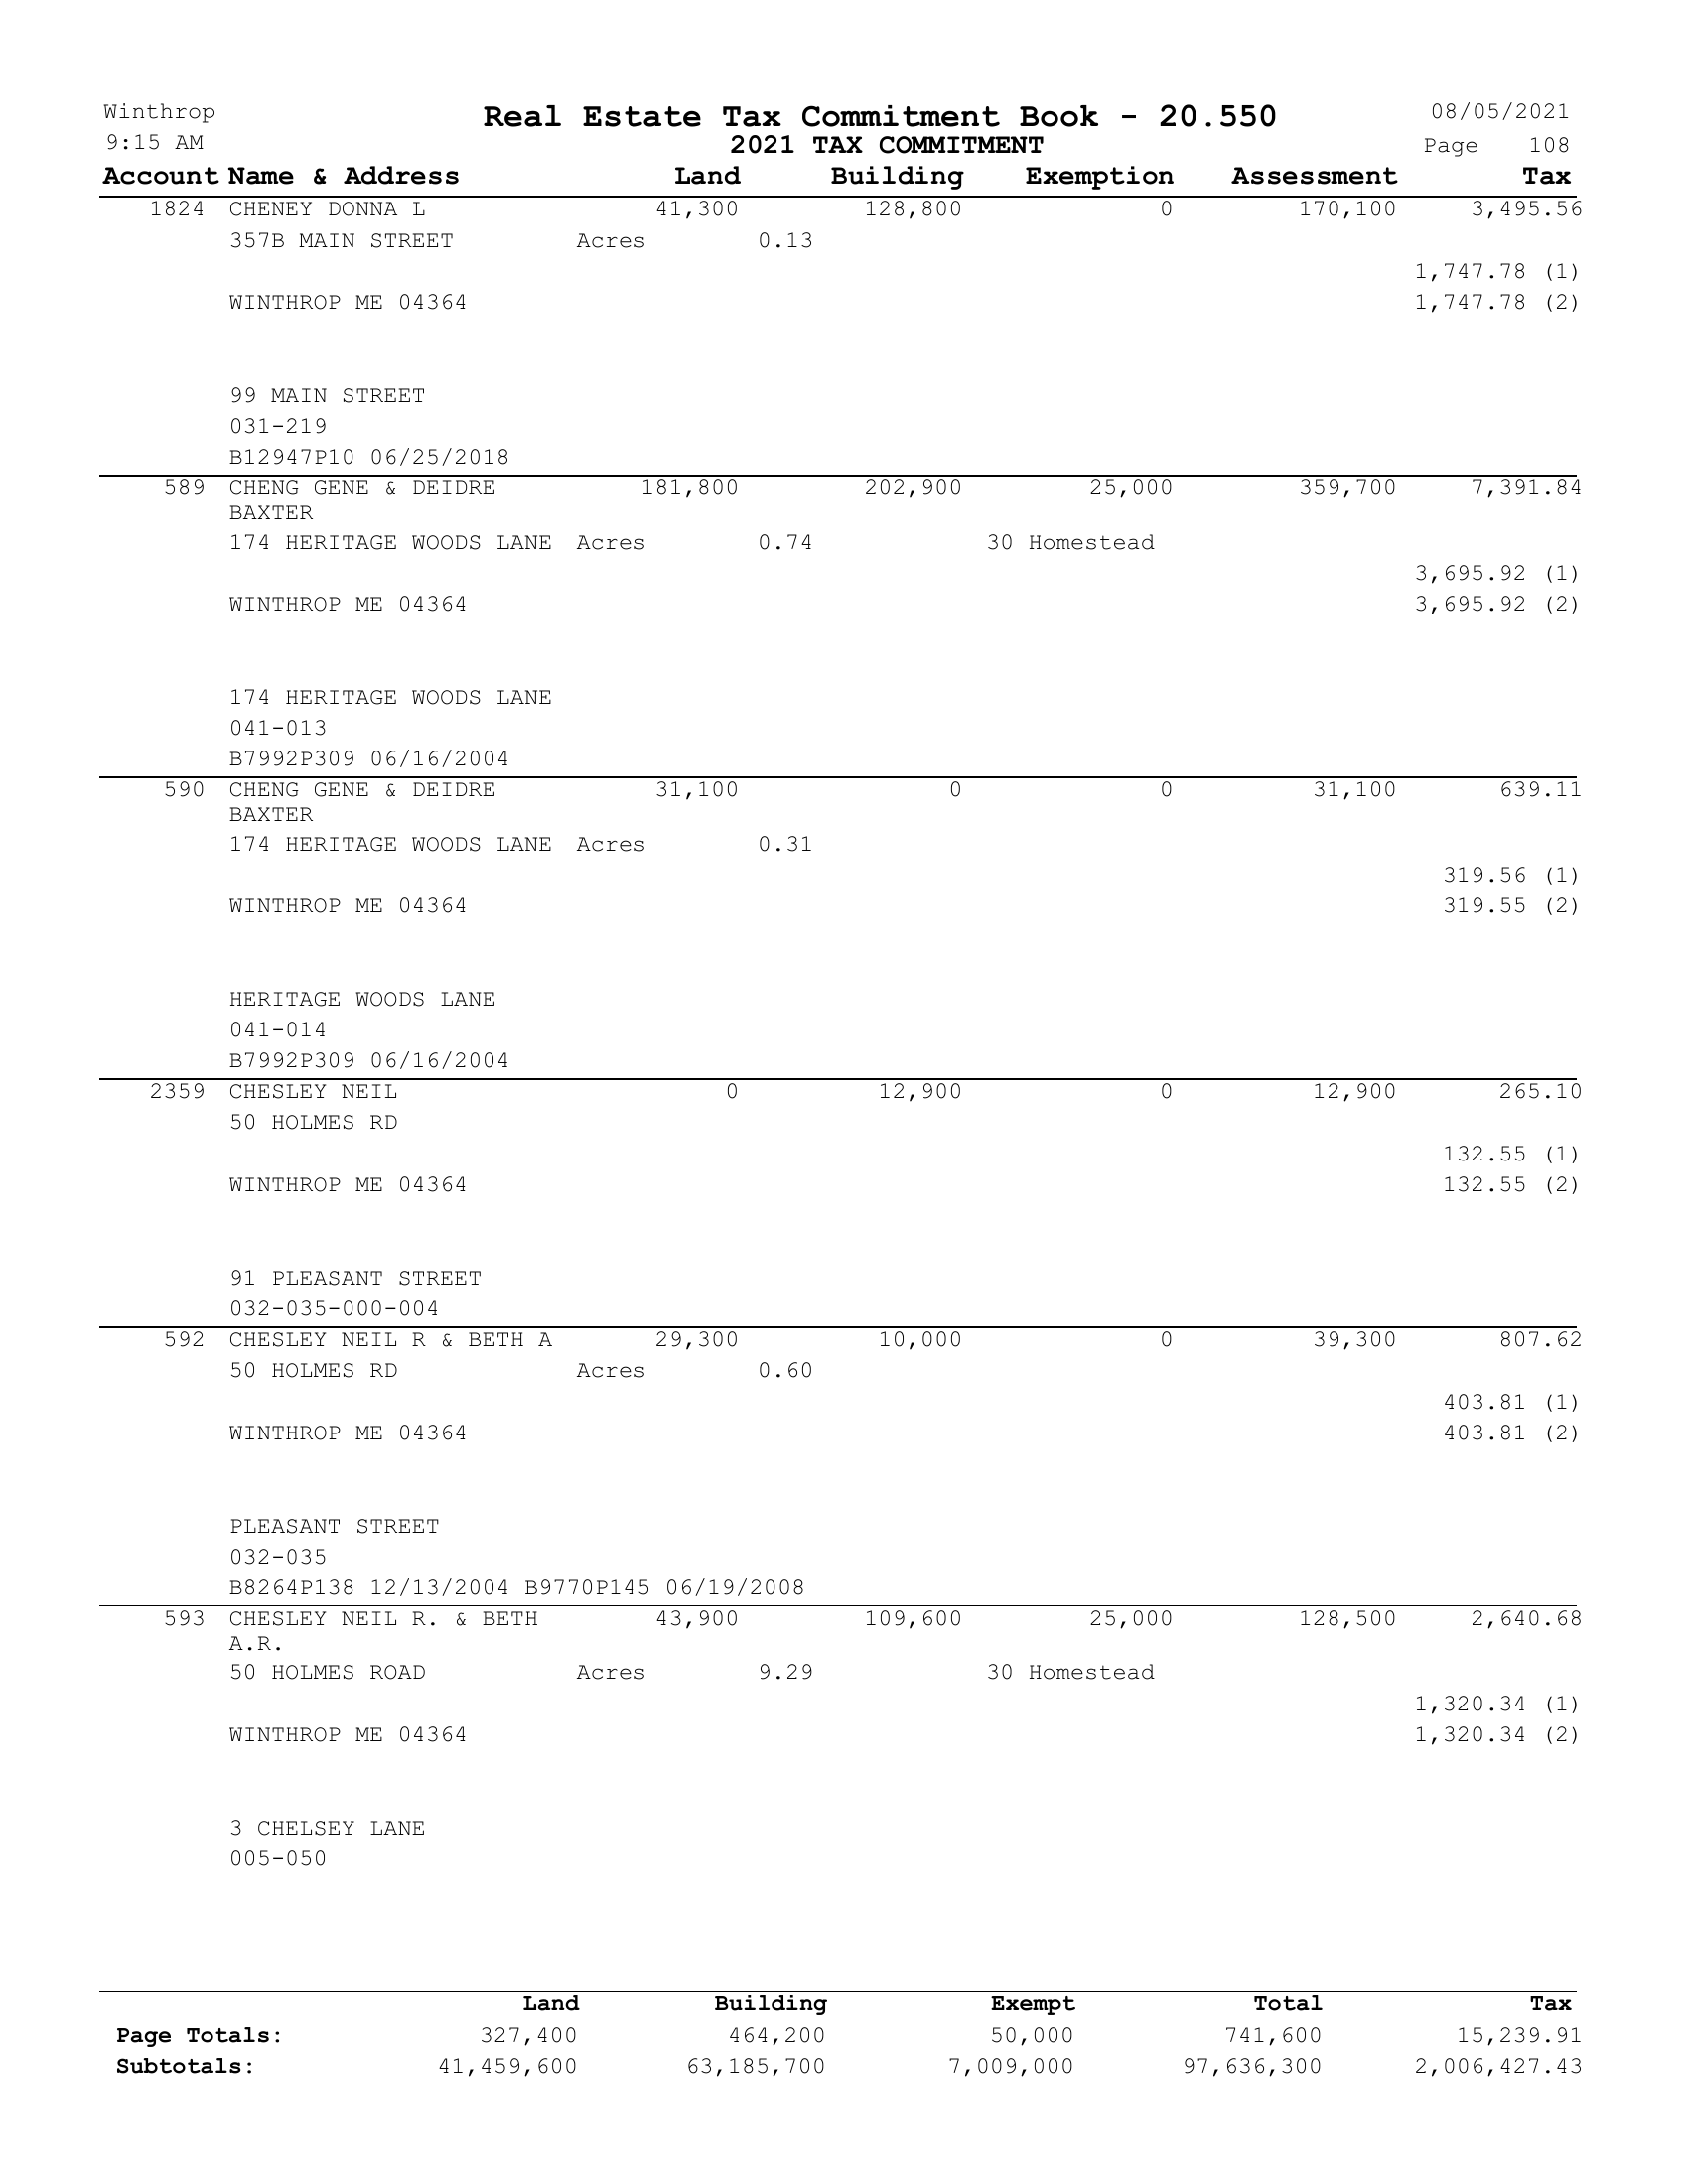 Winthrop Real Estate Tax Commitment Book - 20.550 08/05/2021
9:15 AM 2021 TAX COMMITMENT Page 108
Account Name & Address Land Building Exemption Assessment Tax
1824 CHENEY DONNA L 41,300 128,800 0 170,100 3,495.56
357B MAIN STREET Acres 0.13
1,747.78 (1)
WINTHROP ME 04364 1,747.78 (2)
99 MAIN STREET
031-219
B12947P10 06/25/2018
589 CHENG GENE & DEIDRE 181,800 202,900 25,000 359,700 7,391.84
BAXTER
174 HERITAGE WOODS LANE Acres 0.74 30 Homestead
3,695.92 (1)
WINTHROP ME 04364 3,695.92 (2)
174 HERITAGE WOODS LANE
041-013
B7992P309 06/16/2004
590 CHENG GENE & DEIDRE 31,100 0 0 31,100 639.11
BAXTER
174 HERITAGE WOODS LANE Acres 0.31
319.56 (1)
WINTHROP ME 04364 319.55 (2)
HERITAGE WOODS LANE
041-014
B7992P309 06/16/2004
2359 CHESLEY NEIL 0 12,900 0 12,900 265.10
50 HOLMES RD
132.55 (1)
WINTHROP ME 04364 132.55 (2)
91 PLEASANT STREET
032-035-000-004
592 CHESLEY NEIL R & BETH A 29,300 10,000 0 39,300 807.62
50 HOLMES RD Acres 0.60
403.81 (1)
WINTHROP ME 04364 403.81 (2)
PLEASANT STREET
032-035
B8264P138 12/13/2004 B9770P145 06/19/2008
593 CHESLEY NEIL R. & BETH 43,900 109,600 25,000 128,500 2,640.68
A.R.
50 HOLMES ROAD Acres 9.29 30 Homestead
1,320.34 (1)
WINTHROP ME 04364 1,320.34 (2)
3 CHELSEY LANE
005-050
Land Building Exempt Total Tax
Page Totals: 327,400 464,200 50,000 741,600 15,239.91
Subtotals: 41,459,600 63,185,700 7,009,000 97,636,300 2,006,427.43